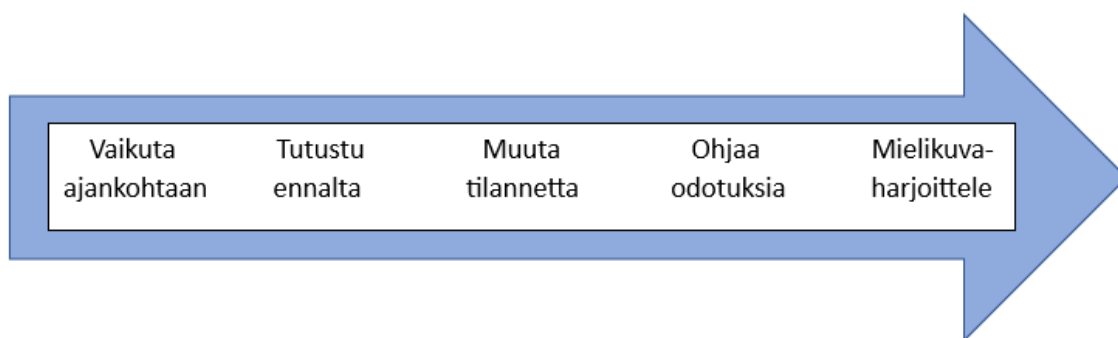 Vaikuta ajankohtaan
Tutustu ennalta
Muuta tilannetta
Ohjaa odotuksia
Mielikuva-
harjoittele